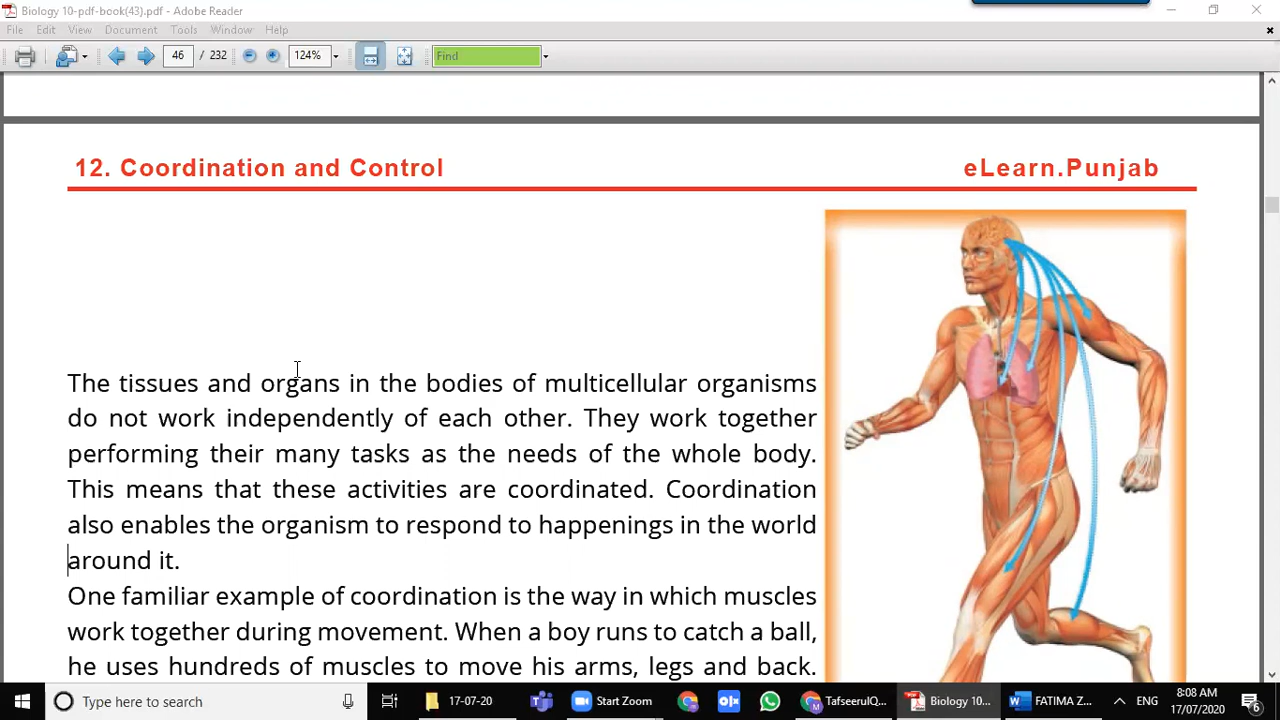 Biology 10-pdf-book(43).pdf - Adobe Reader
File Edit View Document Tools Window Help
46 / 232 124% Find
12. Coordination and Control eLearn.Punjab
The tissues and organs in the bodies of multicellular organisms
do not work independently of each other. They work together
performing their many tasks as the needs of the whole body.
This means that these activities are coordinated. Coordination
also enables the organism to respond to happenings in the world
around it.
One familiar example of coordination is the way in which muscles
work together during movement. When a boy runs to catch a ball,
he uses hundreds of muscles to move his arms, legs and back.
Type here to search 17-07-20 Start Zoom TafseerulQ... Biology 10... FATIMA Z... ENG 8:08 AM
17/07/2020 6